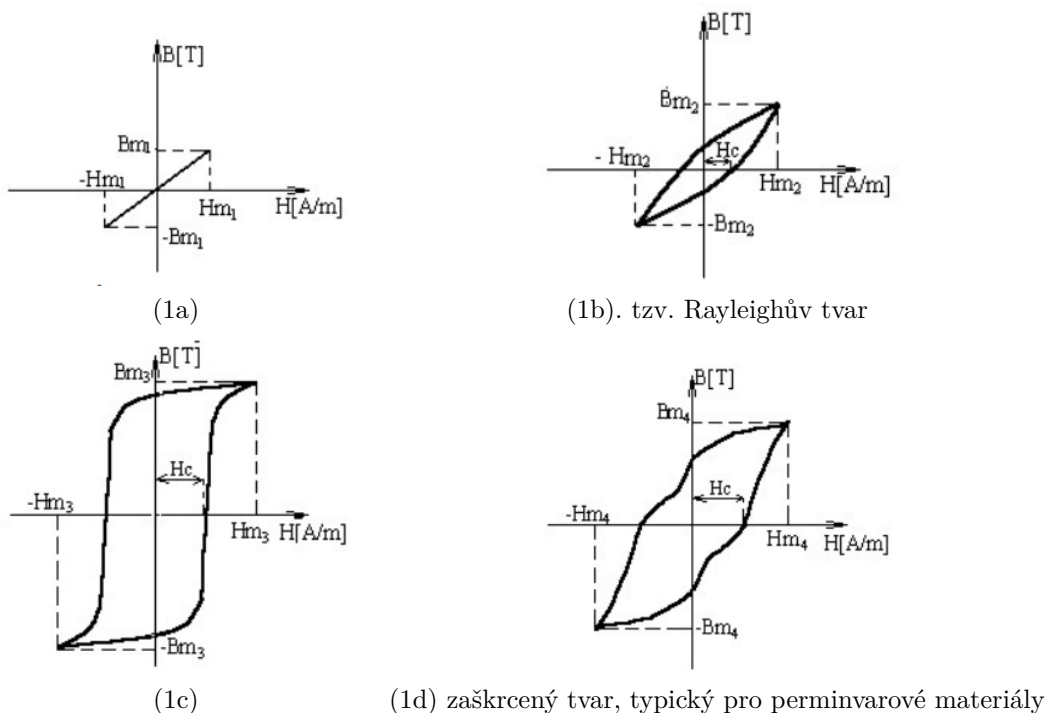 B[T]
Bm₁
-Hm₁
Hm₁
H[A/m]
-Bm₁
(1a)
B[T]
Bm₂
Hc
- Hm₂
Hm₂
H[A/m]
-Bm₂
(1b). tzv. Rayleighův tvar
B[T]
Bm₃
Hc
-Hm₃
Hm₃
H[A/m]
-Bm₃
(1c)
B[T]
Bm₄
Hc
-Hm₄
Hm₄
H[A/m]
-Bm₄
(1d) zaškrcený tvar, typický pro perminvarové materiály